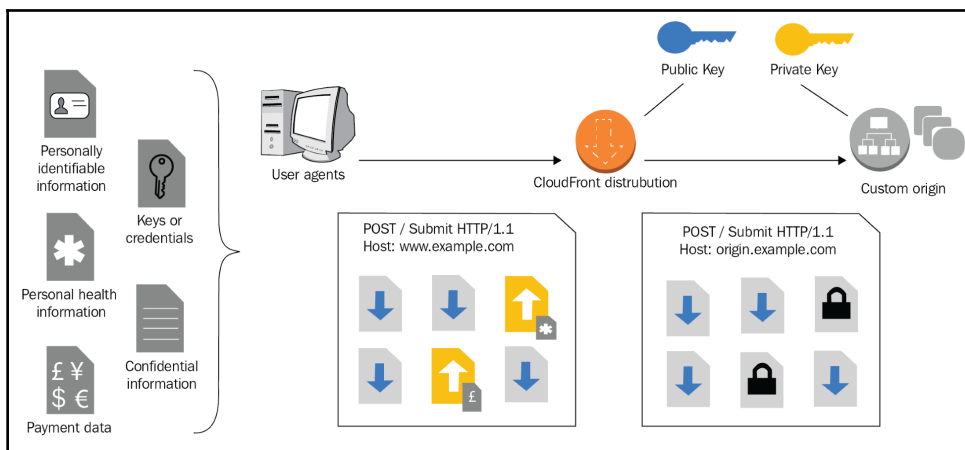 Public Key
Private Key
Personally
identifiable
information
Keys or
credentials
Personal health
information
Confidential
information
£ ¥
$ €
Payment data
User agents
CloudFront distrubution
Custom origin
POST / Submit HTTP/1.1
Host: www.example.com
£
POST / Submit HTTP/1.1
Host: origin.example.com